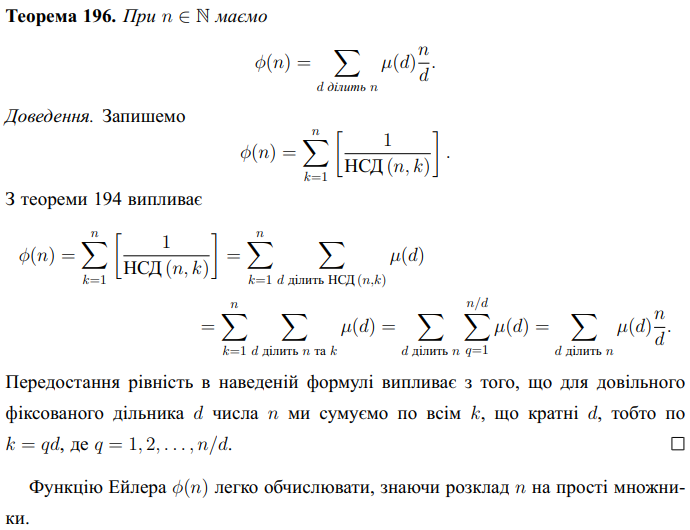 Теорема 196. При n ∈ ℕ маємо
ϕ(n) = ∑_{d ділить n} μ(d) n/d.
Доведення. Запишемо
ϕ(n) = ∑_{k=1}^{n} [1/НСД (n, k)].
З теореми 194 випливає
ϕ(n) = ∑_{k=1}^{n} [1/НСД (n, k)] = ∑_{k=1}^{n} ∑_{d ділить НСД (n,k)} μ(d)
= ∑_{k=1}^{n} ∑_{d ділить n та k} μ(d) = ∑_{d ділить n} ∑_{q=1}^{n/d} μ(d) = ∑_{d ділить n} μ(d) n/d.
Передостання рівність в наведеній формулі випливає з того, що для довільного
фіксованого дільника d числа n ми сумуємо по всім k, що кратні d, тобто по
k = qd, де q = 1, 2, . . . , n/d. □
Функцію Ейлера ϕ(n) легко обчислювати, знаючи розклад n на прості множни-
ки.